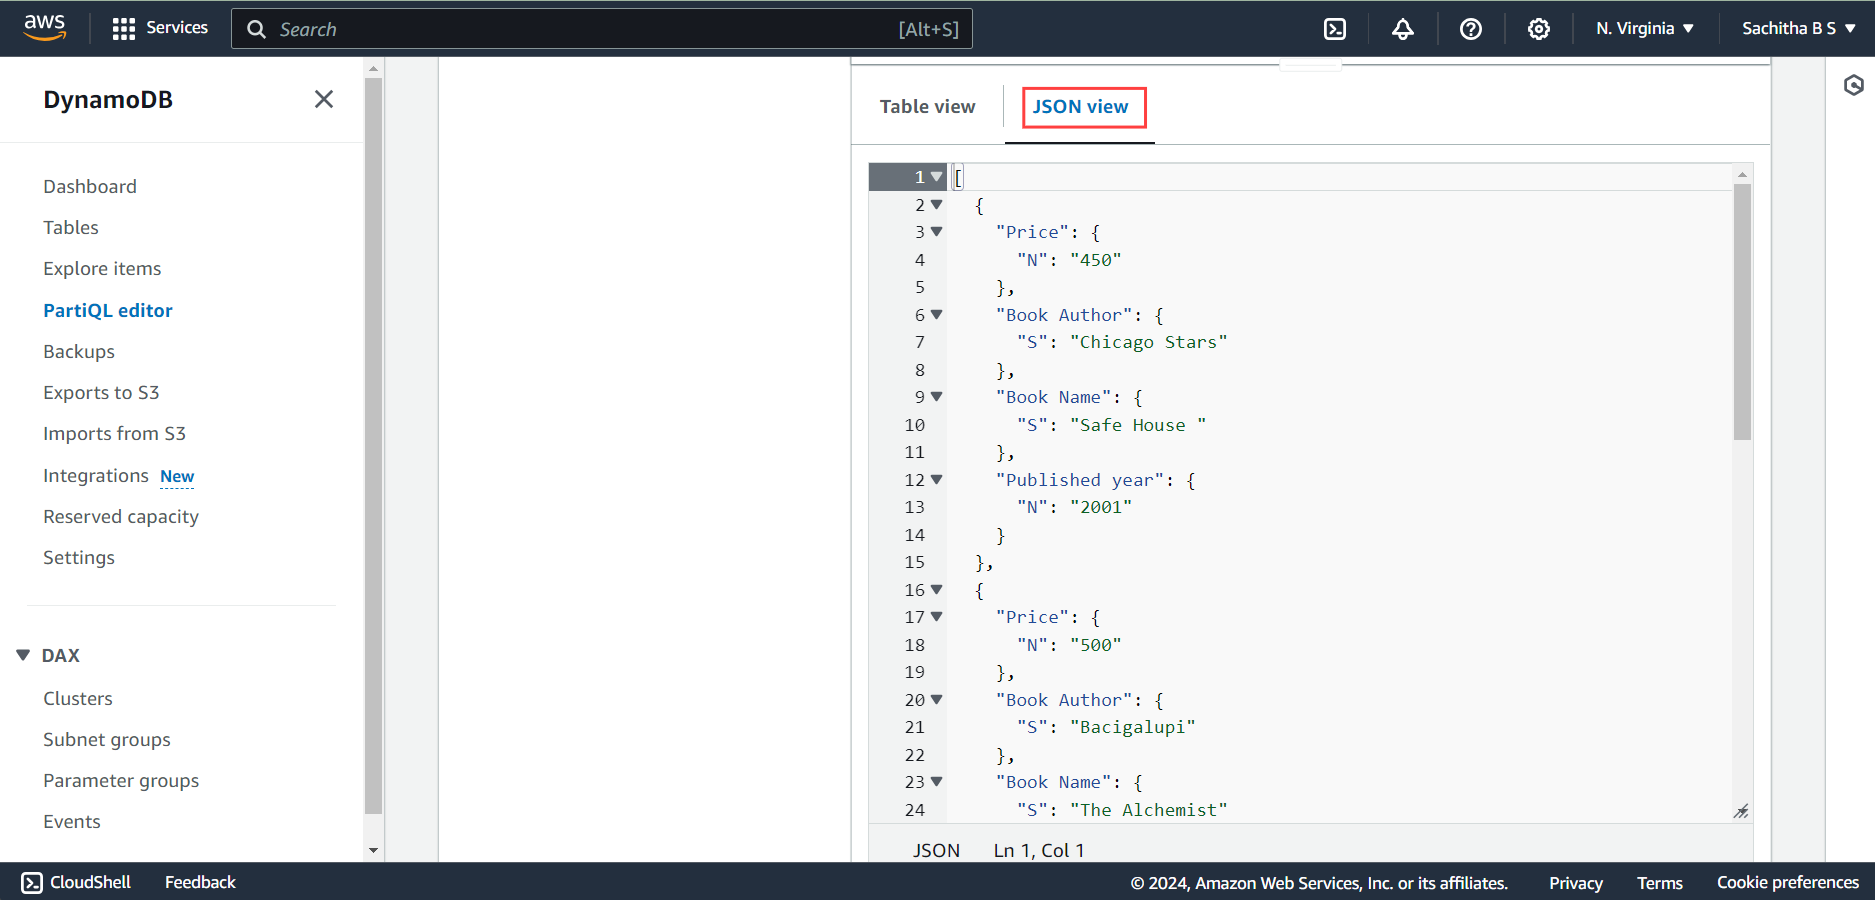 aws Services Search [Alt+S] N. Virginia Sachitha B S
DynamoDB
Dashboard
Tables
Explore items
PartiQL editor
Backups
Exports to S3
Imports from S3
Integrations New
Reserved capacity
Settings
DAX
Clusters
Subnet groups
Parameter groups
Events
Table view JSON view
1 [
2 {
3 "Price": {
4 "N": "450"
5 },
6 "Book Author": {
7 "S": "Chicago Stars"
8 },
9 "Book Name": {
10 "S": "Safe House "
11 },
12 "Published year": {
13 "N": "2001"
14 }
15 },
16 {
17 "Price": {
18 "N": "500"
19 },
20 "Book Author": {
21 "S": "Bacigalupi"
22 },
23 "Book Name": {
24 "S": "The Alchemist"
JSON Ln 1, Col 1
CloudShell Feedback © 2024, Amazon Web Services, Inc. or its affiliates. Privacy Terms Cookie preferences